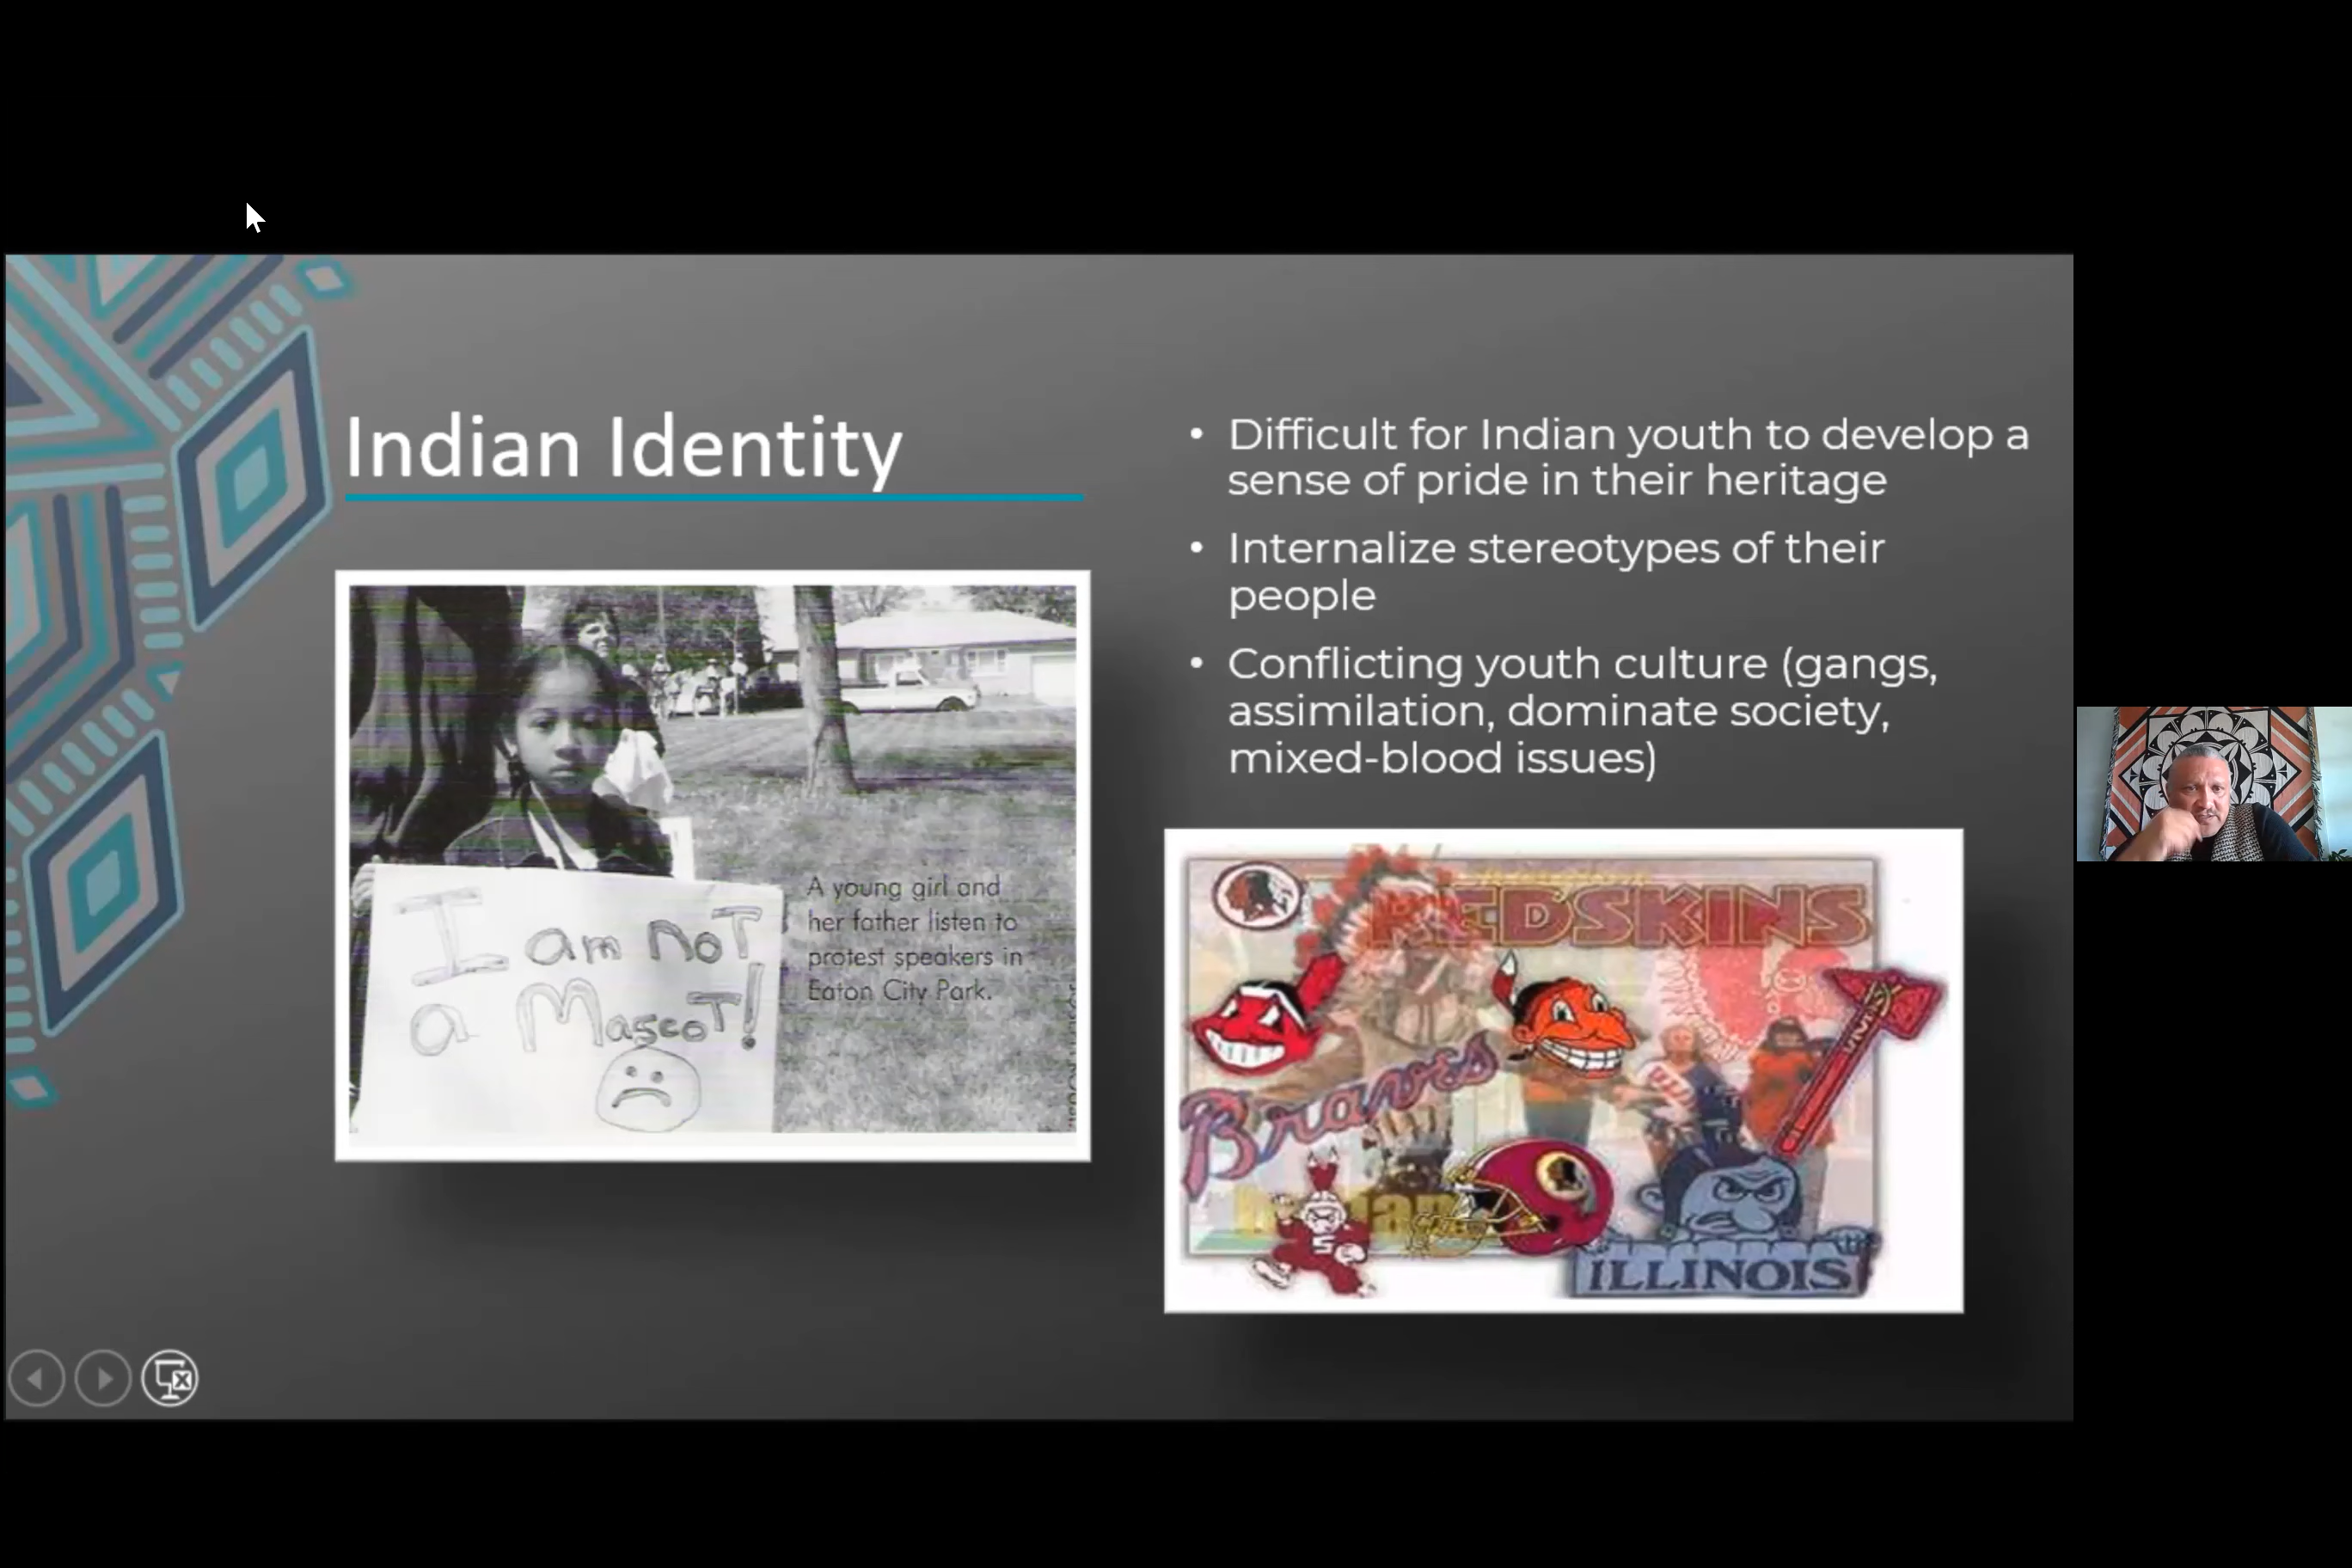 Indian Identity
• Difficult for Indian youth to develop a
sense of pride in their heritage
• Internalize stereotypes of their
people
• Conflicting youth culture (gangs,
assimilation, dominate society,
mixed-blood issues)
I am noT
a MascoT!
A young girl and
her father listen to
protest speakers in
Eaton City Park.
REDSKINS
Braves
ILLINOIS